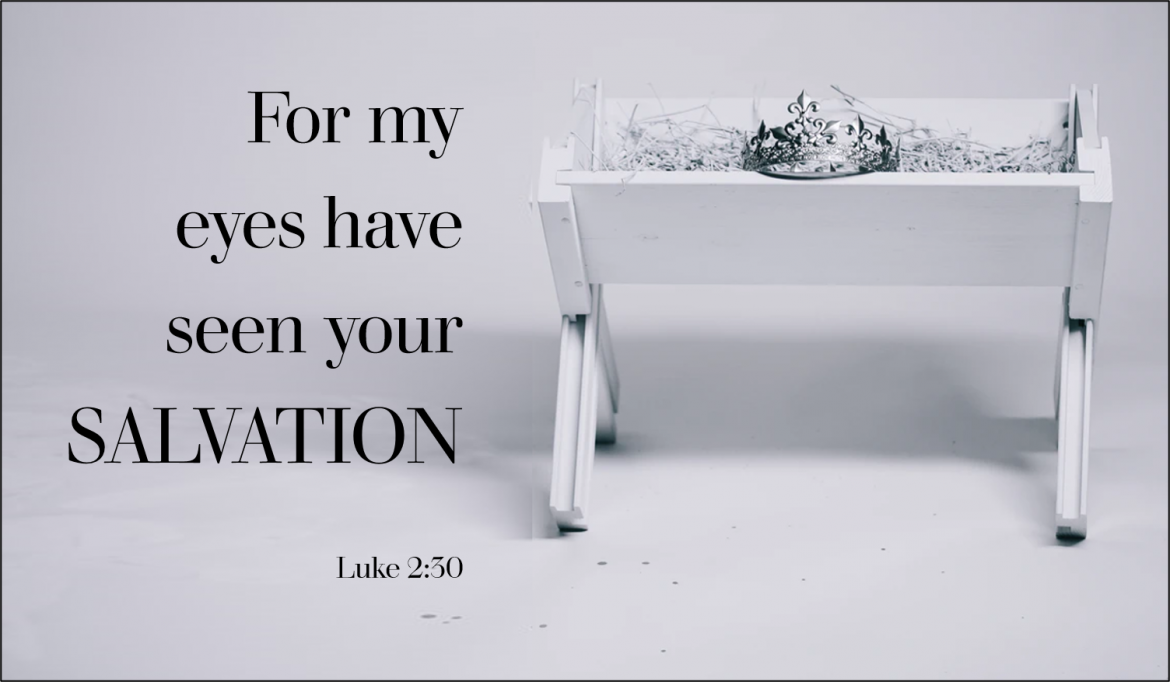 For my
eyes have
seen your
SALVATION
Luke 2:30